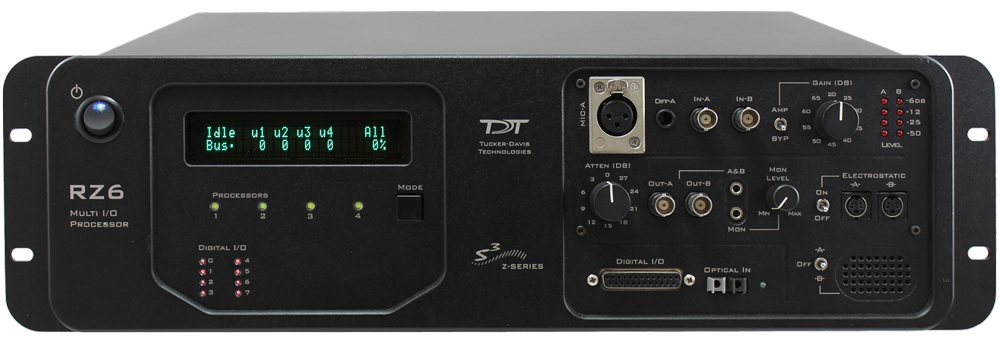 Idle u1 u2 u3 u4 All
Bus• 0 0 0 0 0%
RZ6
Multi I/O
Processor
Processors
1 2 3 4
Mode
Digital I/O
0 4
1 5
2 6
3 7
TDT
Tucker-Davis
Technologies
S3
Z-Series
Mic-A
Diff-A
In-A
In-B
Amp
Byp
Gain (dB)
20
25
65
30
60
35
55
40
50
45
A B
-6dB
-12
-25
-50
Level
Atten (dB)
0
3
27
6
24
9
21
12
18
15
Out-A
Out-B
A&B
Mon
Mon
Level
Min
Max
Electrostatic
-A-
-B-
On
Off
Digital I/O
Optical In
-A-
Off
-B-